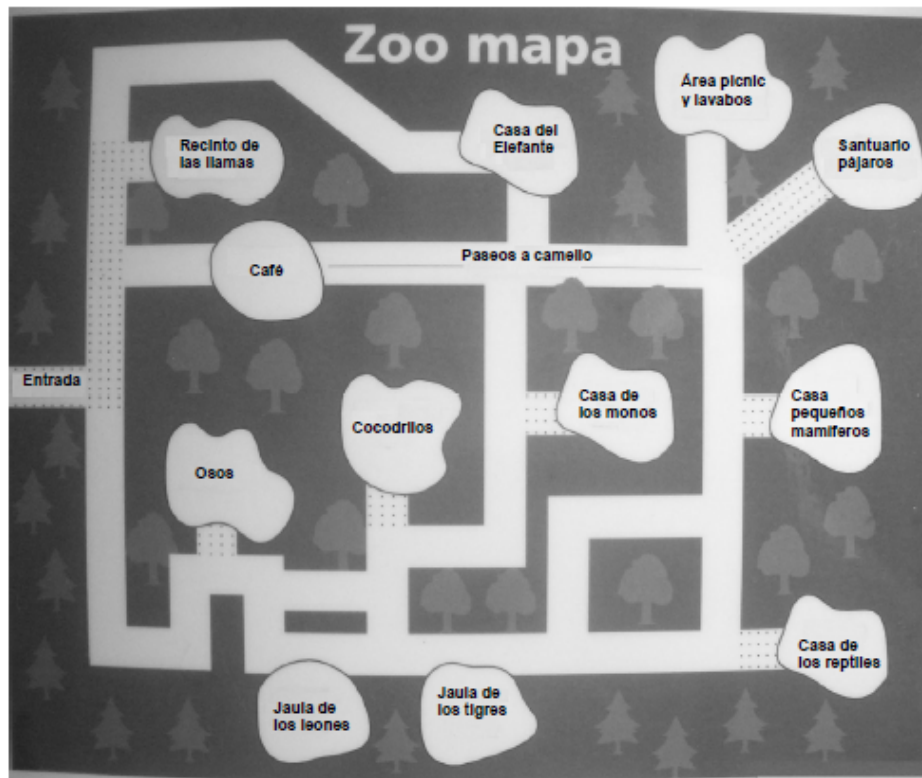 Zoo mapa
Área picnic
y lavabos
Casa del
Elefante
Recinto de
las llamas
Santuario
pájaros
Paseos a camello
Café
Entrada
Casa de
los monos
Casa
pequeños
mamíferos
Cocodrilos
Osos
Casa de
los reptiles
Jaula de
los leones
Jaula de
los tigres